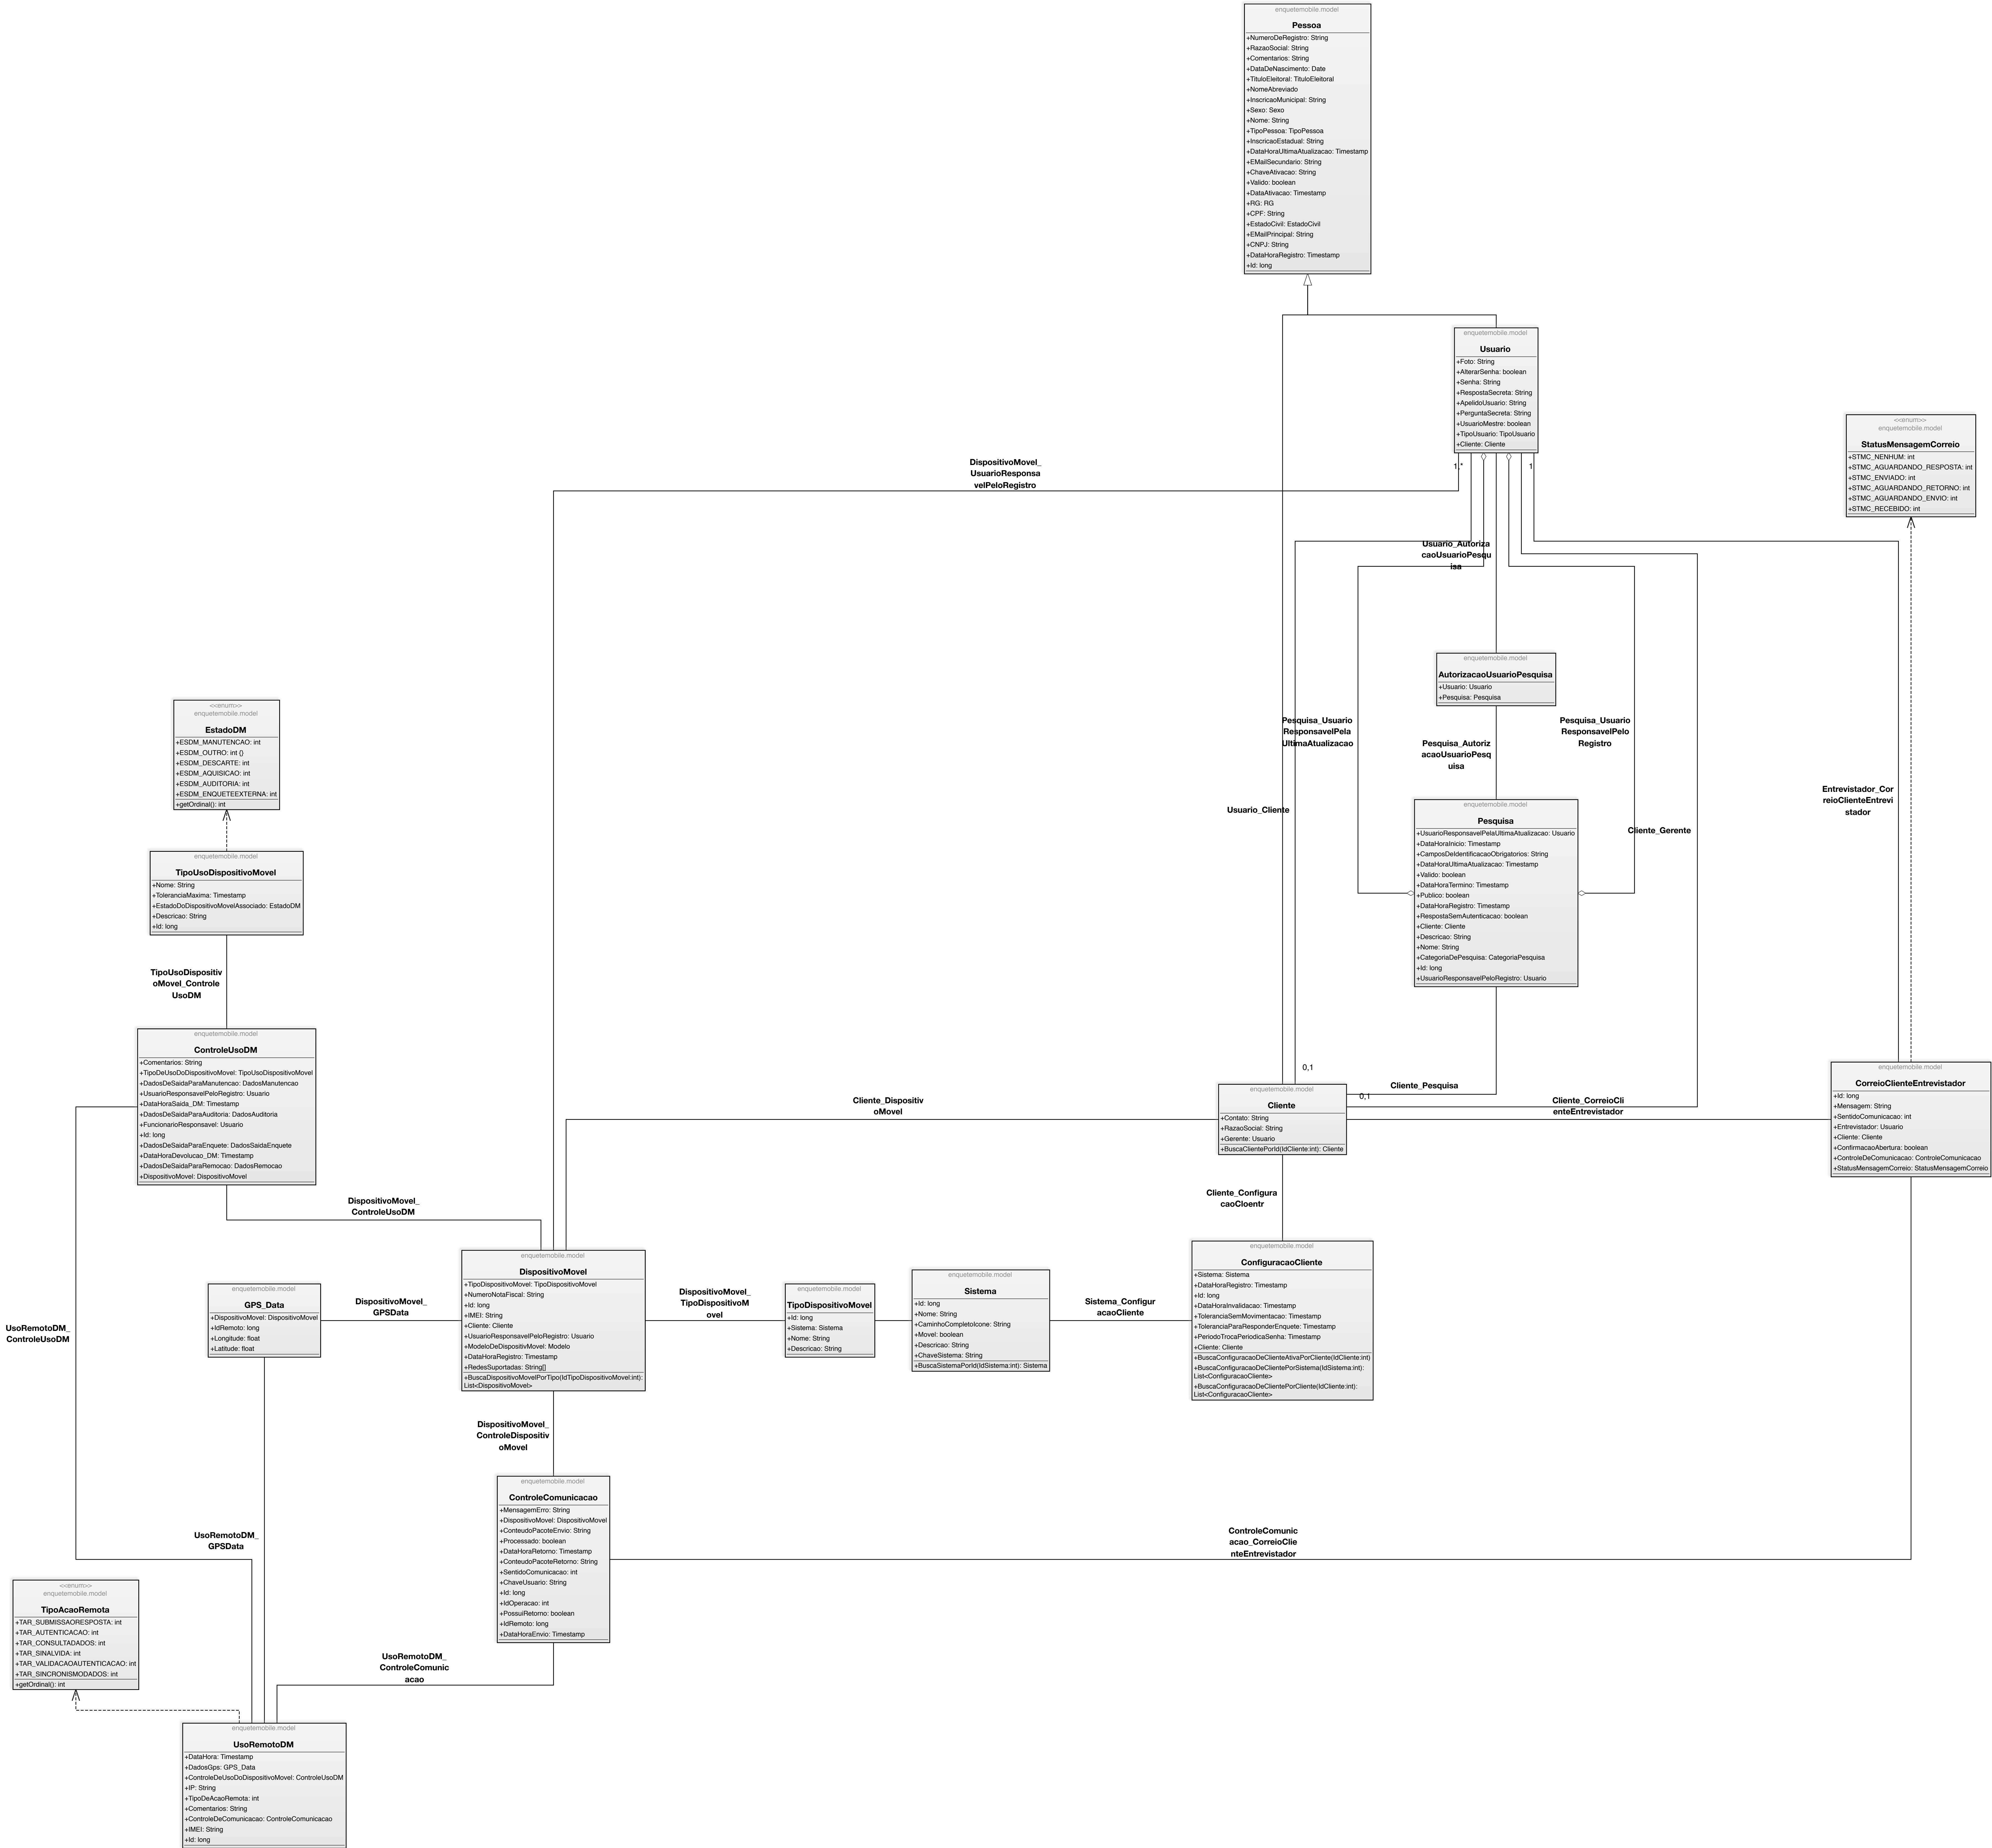 enquetemobile.model
Pessoa
+NumeroDeRegistro: String
+RazaoSocial: String
+Comentarios: String
+DataDeNascimento: Date
+TituloEleitoral: TituloEleitoral
+NomeAbreviado
+InscricaoMunicipal: String
+Sexo: Sexo
+Nome: String
+TipoPessoa: TipoPessoa
+InscricaoEstadual: String
+DataHoraUltimaAtualizacao: Timestamp
+EMailSecundario: String
+ChaveAtivacao: String
+Valido: boolean
+DataAtivacao: Timestamp
+RG: RG
+CPF: String
+EstadoCivil: EstadoCivil
+EMailPrincipal: String
+CNPJ: String
+DataHoraRegistro: Timestamp
+Id: long
enquetemobile.model
Usuario
+Foto: String
+AlterarSenha: boolean
+Senha: String
+RespostaSecreta: String
+ApelidoUsuario: String
+PerguntaSecreta: String
+UsuarioMestre: boolean
+TipoUsuario: TipoUsuario
+Cliente: Cliente
1,*
1
<<enum>>
enquetemobile.model
StatusMensagemCorreio
+STMC_NENHUM: int
+STMC_AGUARDANDO_RESPOSTA: int
+STMC_ENVIADO: int
+STMC_AGUARDANDO_RETORNO: int
+STMC_AGUARDANDO_ENVIO: int
+STMC_RECEBIDO: int
DispositivoMovel_
UsuarioResponsa
velPeloRegistro
Usuario_Autoriza
caoUsuarioPesqu
isa
enquetemobile.model
AutorizacaoUsuarioPesquisa
+Usuario: Usuario
+Pesquisa: Pesquisa
Pesquisa_Usuario
ResponsavelPela
UltimaAtualizacao
Pesquisa_Autoriz
acaoUsuarioPesq
uisa
Pesquisa_Usuario
ResponsavelPelo
Registro
<<enum>>
enquetemobile.model
EstadoDM
+ESDM_MANUTENCAO: int
+ESDM_OUTRO: int {}
+ESDM_DESCARTE: int
+ESDM_AQUISICAO: int
+ESDM_AUDITORIA: int
+ESDM_ENQUETEEXTERNA: int
+getOrdinal(): int
Usuario_Cliente
enquetemobile.model
Pesquisa
+UsuarioResponsavelPelaUltimaAtualizacao: Usuario
+DataHoraInicio: Timestamp
+CamposDeIdentificacaoObrigatorios: String
+DataHoraUltimaAtualizacao: Timestamp
+Valido: boolean
+DataHoraTermino: Timestamp
+Publico: boolean
+DataHoraRegistro: Timestamp
+RespostaSemAutenticacao: boolean
+Cliente: Cliente
+Descricao: String
+Nome: String
+CategoriaDePesquisa: CategoriaPesquisa
+Id: long
+UsuarioResponsavelPeloRegistro: Usuario
Cliente_Gerente
Entrevistador_Cor
reioClienteEntrevi
stador
enquetemobile.model
TipoUsoDispositivoMovel
+Nome: String
+ToleranciaMaxima: Timestamp
+EstadoDoDispositivoMovelAssociado: EstadoDM
+Descricao: String
+Id: long
TipoUsoDispositiv
oMovel_Controle
UsoDM
enquetemobile.model
ControleUsoDM
+Comentarios: String
+TipoDeUsoDoDispositivoMovel: TipoUsoDispositivoMovel
+DadosDeSaidaParaManutencao: DadosManutencao
+UsuarioResponsavelPeloRegistro: Usuario
+DataHoraSaida_DM: Timestamp
+DadosDeSaidaParaAuditoria: DadosAuditoria
+FuncionarioResponsavel: Usuario
+Id: long
+DadosDeSaidaParaEnquete: DadosSaidaEnquete
+DataHoraDevolucao_DM: Timestamp
+DadosDeSaidaParaRemocao: DadosRemocao
+DispositivoMovel: DispositivoMovel
0,1
Cliente_Pesquisa
0,1
Cliente_Dispositiv
oMovel
enquetemobile.model
Cliente
+Contato: String
+RazaoSocial: String
+Gerente: Usuario
+BuscaClientePorId(IdCliente:int): Cliente
Cliente_CorreioCli
enteEntrevistador
enquetemobile.model
CorreioClienteEntrevistador
+Id: long
+Mensagem: String
+SentidoComunicacao: int
+Entrevistador: Usuario
+Cliente: Cliente
+ConfirmacaoAbertura: boolean
+ControleDeComunicacao: ControleComunicacao
+StatusMensagemCorreio: StatusMensagemCorreio
DispositivoMovel_
ControleUsoDM
Cliente_Configura
caoCloentr
UsoRemotoDM_
ControleUsoDM
enquetemobile.model
GPS_Data
+DispositivoMovel: DispositivoMovel
+IdRemoto: long
+Longitude: float
+Latitude: float
DispositivoMovel_
GPSData
enquetemobile.model
DispositivoMovel
+TipoDispositivoMovel: TipoDispositivoMovel
+NumeroNotaFiscal: String
+Id: long
+IMEI: String
+Cliente: Cliente
+UsuarioResponsavelPeloRegistro: Usuario
+ModeloDeDispositivMovel: Modelo
+DataHoraRegistro: Timestamp
+RedesSuportadas: String[]
+BuscaDispositivoMovelPorTipo(IdTipoDispositivoMovel:int):
List<DispositivoMovel>
DispositivoMovel_
TipoDispositivoM
ovel
enquetemobile.model
TipoDispositivoMovel
+Id: long
+Sistema: Sistema
+Nome: String
+Descricao: String
enquetemobile.model
Sistema
+Id: long
+Nome: String
+CaminhoCompletoIcone: String
+Movel: boolean
+Descricao: String
+ChaveSistema: String
+BuscaSistemaPorId(IdSistema:int): Sistema
Sistema_Configur
acaoCliente
enquetemobile.model
ConfiguracaoCliente
+Sistema: Sistema
+DataHoraRegistro: Timestamp
+Id: long
+DataHoraInvalidacao: Timestamp
+ToleranciaSemMovimentacao: Timestamp
+ToleranciaParaResponderEnquete: Timestamp
+PeriodoTrocaPeriodicaSenha: Timestamp
+Cliente: Cliente
+BuscaConfiguracaoDeClienteAtivaPorCliente(IdCliente:int)
+BuscaConfiguracaoDeClientePorSistema(IdSistema:int):
List<ConfiguracaoCliente>
+BuscaConfiguracaoDeClientePorCliente(IdCliente:int):
List<ConfiguracaoCliente>
DispositivoMovel_
ControleDispositiv
oMovel
enquetemobile.model
ControleComunicacao
+MensagemErro: String
+DispositivoMovel: DispositivoMovel
+ConteudoPacoteEnvio: String
+Processado: boolean
+DataHoraRetorno: Timestamp
+ConteudoPacoteRetorno: String
+SentidoComunicacao: int
+ChaveUsuario: String
+Id: long
+IdOperacao: int
+PossuiRetorno: boolean
+IdRemoto: long
+DataHoraEnvio: Timestamp
ControleComunic
acao_CorreioClie
nteEntrevistador
UsoRemotoDM_
GPSData
<<enum>>
enquetemobile.model
TipoAcaoRemota
+TAR_SUBMISSAORESPOSTA: int
+TAR_AUTENTICACAO: int
+TAR_CONSULTADADOS: int
+TAR_SINALVIDA: int
+TAR_VALIDACAOAUTENTICACAO: int
+TAR_SINCRONISMODADOS: int
+getOrdinal(): int
UsoRemotoDM_
ControleComunic
acao
enquetemobile.model
UsoRemotoDM
+DataHora: Timestamp
+DadosGps: GPS_Data
+ControleDeUsoDoDispositivoMovel: ControleUsoDM
+IP: String
+TipoDeAcaoRemota: int
+Comentarios: String
+ControleDeComunicacao: ControleComunicacao
+IMEI: String
+Id: long